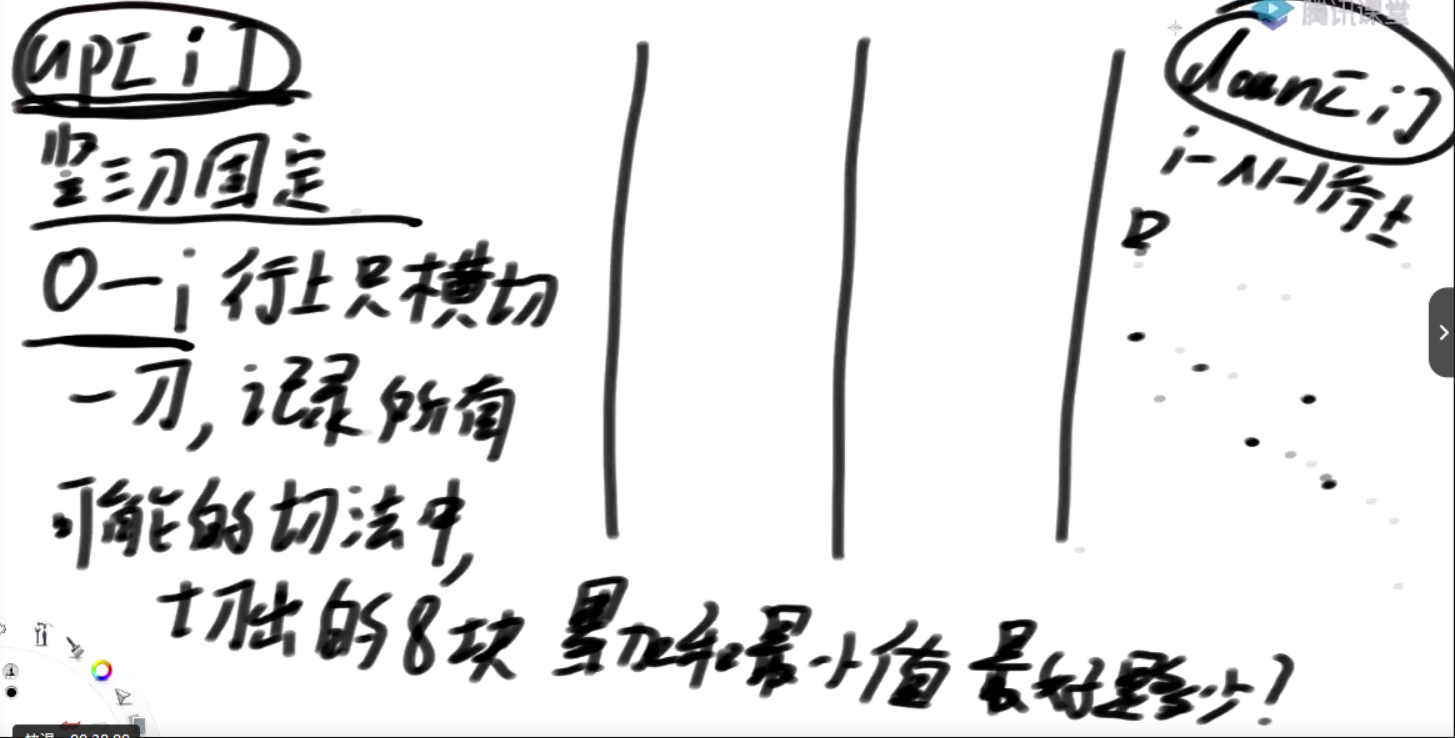 up[i]
竖三刀固定
0-i行上只横切
一刀,记录所有
可能的切法中,
切出的8块 累加和最小值 最好是多少?
down[i]
i-N-1行上
腾讯课堂